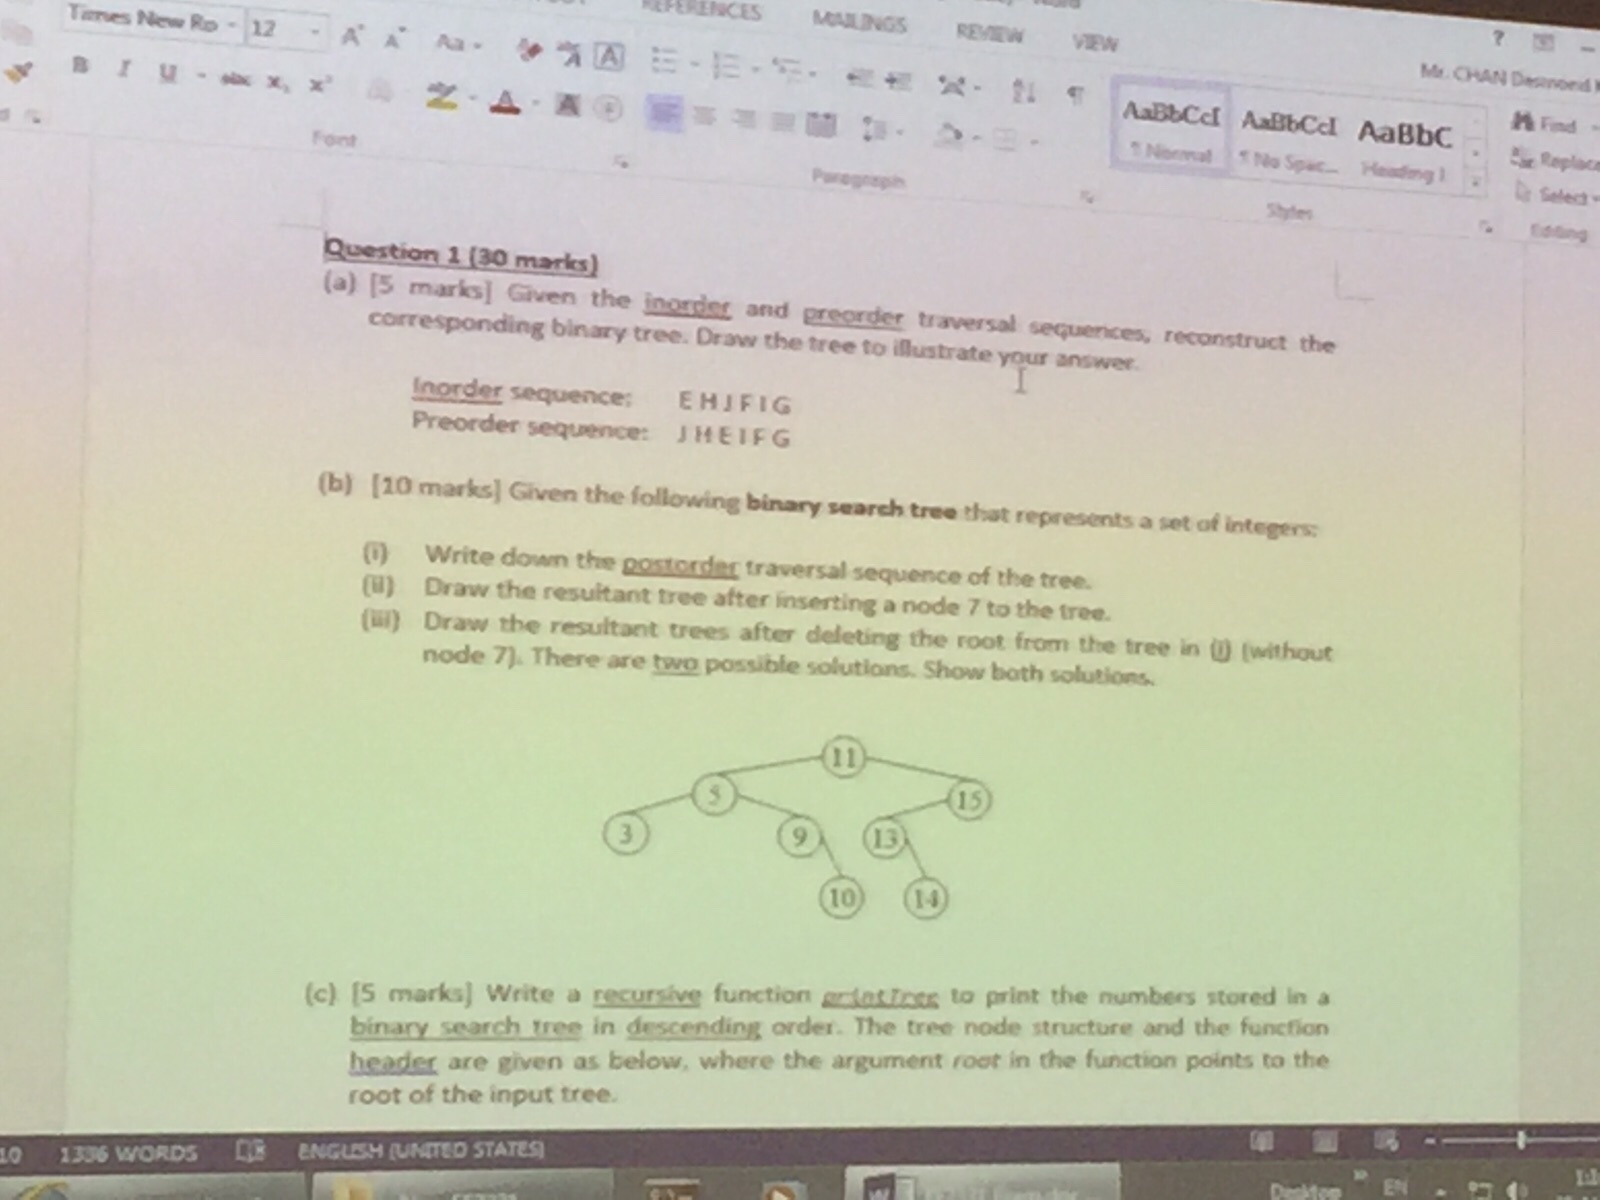 REFERENCES MAILINGS REVIEW VIEW
Times New Ro 12 Aa ?
Mr. CHAN Desmond
B I U abc
AaBbCcI AaBbCcI AaBbC
¶ Normal ¶ No Spac... Heading 1
Find
Replace
Select
Font Paragraph Styles Editing
Question 1 (30 marks)
(a) [5 marks] Given the inorder and preorder traversal sequences, reconstruct the
corresponding binary tree. Draw the tree to illustrate your answer.
Inorder sequence: E H J F I G
Preorder sequence: J H E I F G
(b) [10 marks] Given the following binary search tree that represents a set of integers:
(i) Write down the postorder traversal sequence of the tree.
(ii) Draw the resultant tree after inserting a node 7 to the tree.
(iii) Draw the resultant trees after deleting the root from the tree in (i) (without
node 7). There are two possible solutions. Show both solutions.
11
5 15
3 9 13
10 14
(c) [5 marks] Write a recursive function printTree to print the numbers stored in a
binary search tree in descending order. The tree node structure and the function
header are given as below, where the argument root in the function points to the
root of the input tree.
10 1336 WORDS ENGLISH (UNITED STATES)
Desktop EN